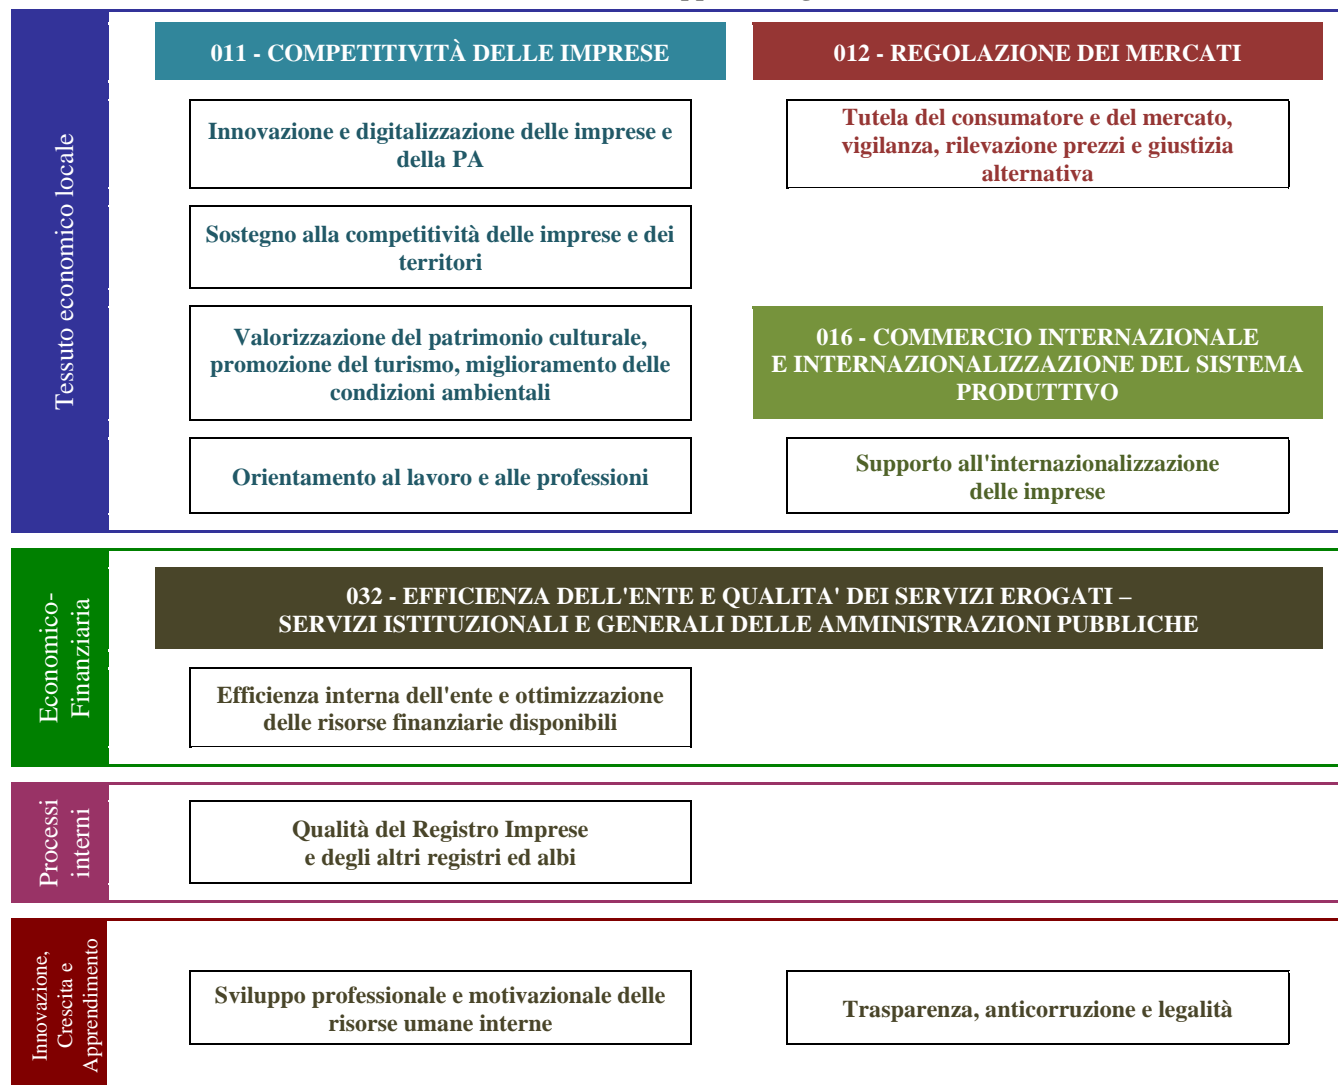 Tessuto economico locale
011 - COMPETITIVITÀ DELLE IMPRESE
Innovazione e digitalizzazione delle imprese e
della PA
Sostegno alla competitività delle imprese e dei
territori
Valorizzazione del patrimonio culturale,
promozione del turismo, miglioramento delle
condizioni ambientali
Orientamento al lavoro e alle professioni
012 - REGOLAZIONE DEI MERCATI
Tutela del consumatore e del mercato,
vigilanza, rilevazione prezzi e giustizia
alternativa
016 - COMMERCIO INTERNAZIONALE
E INTERNAZIONALIZZAZIONE DEL SISTEMA
PRODUTTIVO
Supporto all'internazionalizzazione
delle imprese
Economico-
Finanziaria
032 - EFFICIENZA DELL'ENTE E QUALITA' DEI SERVIZI EROGATI –
SERVIZI ISTITUZIONALI E GENERALI DELLE AMMINISTRAZIONI PUBBLICHE
Efficienza interna dell'ente e ottimizzazione
delle risorse finanziarie disponibili
Processi
interni
Qualità del Registro Imprese
e degli altri registri ed albi
Innovazione,
Crescita e
Apprendimento
Sviluppo professionale e motivazionale delle
risorse umane interne
Trasparenza, anticorruzione e legalità